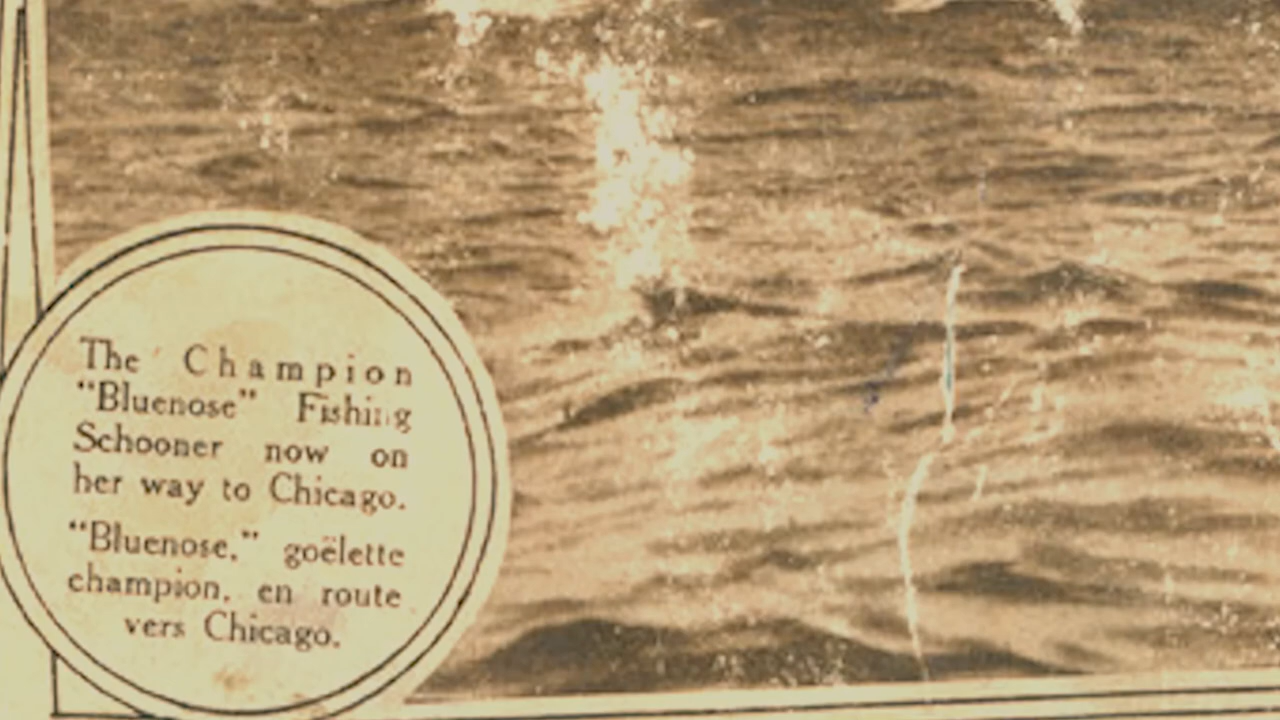 The Champion
"Bluenose" Fishing
Schooner now on
her way to Chicago.
"Bluenose," goëlette
champion, en route
vers Chicago.